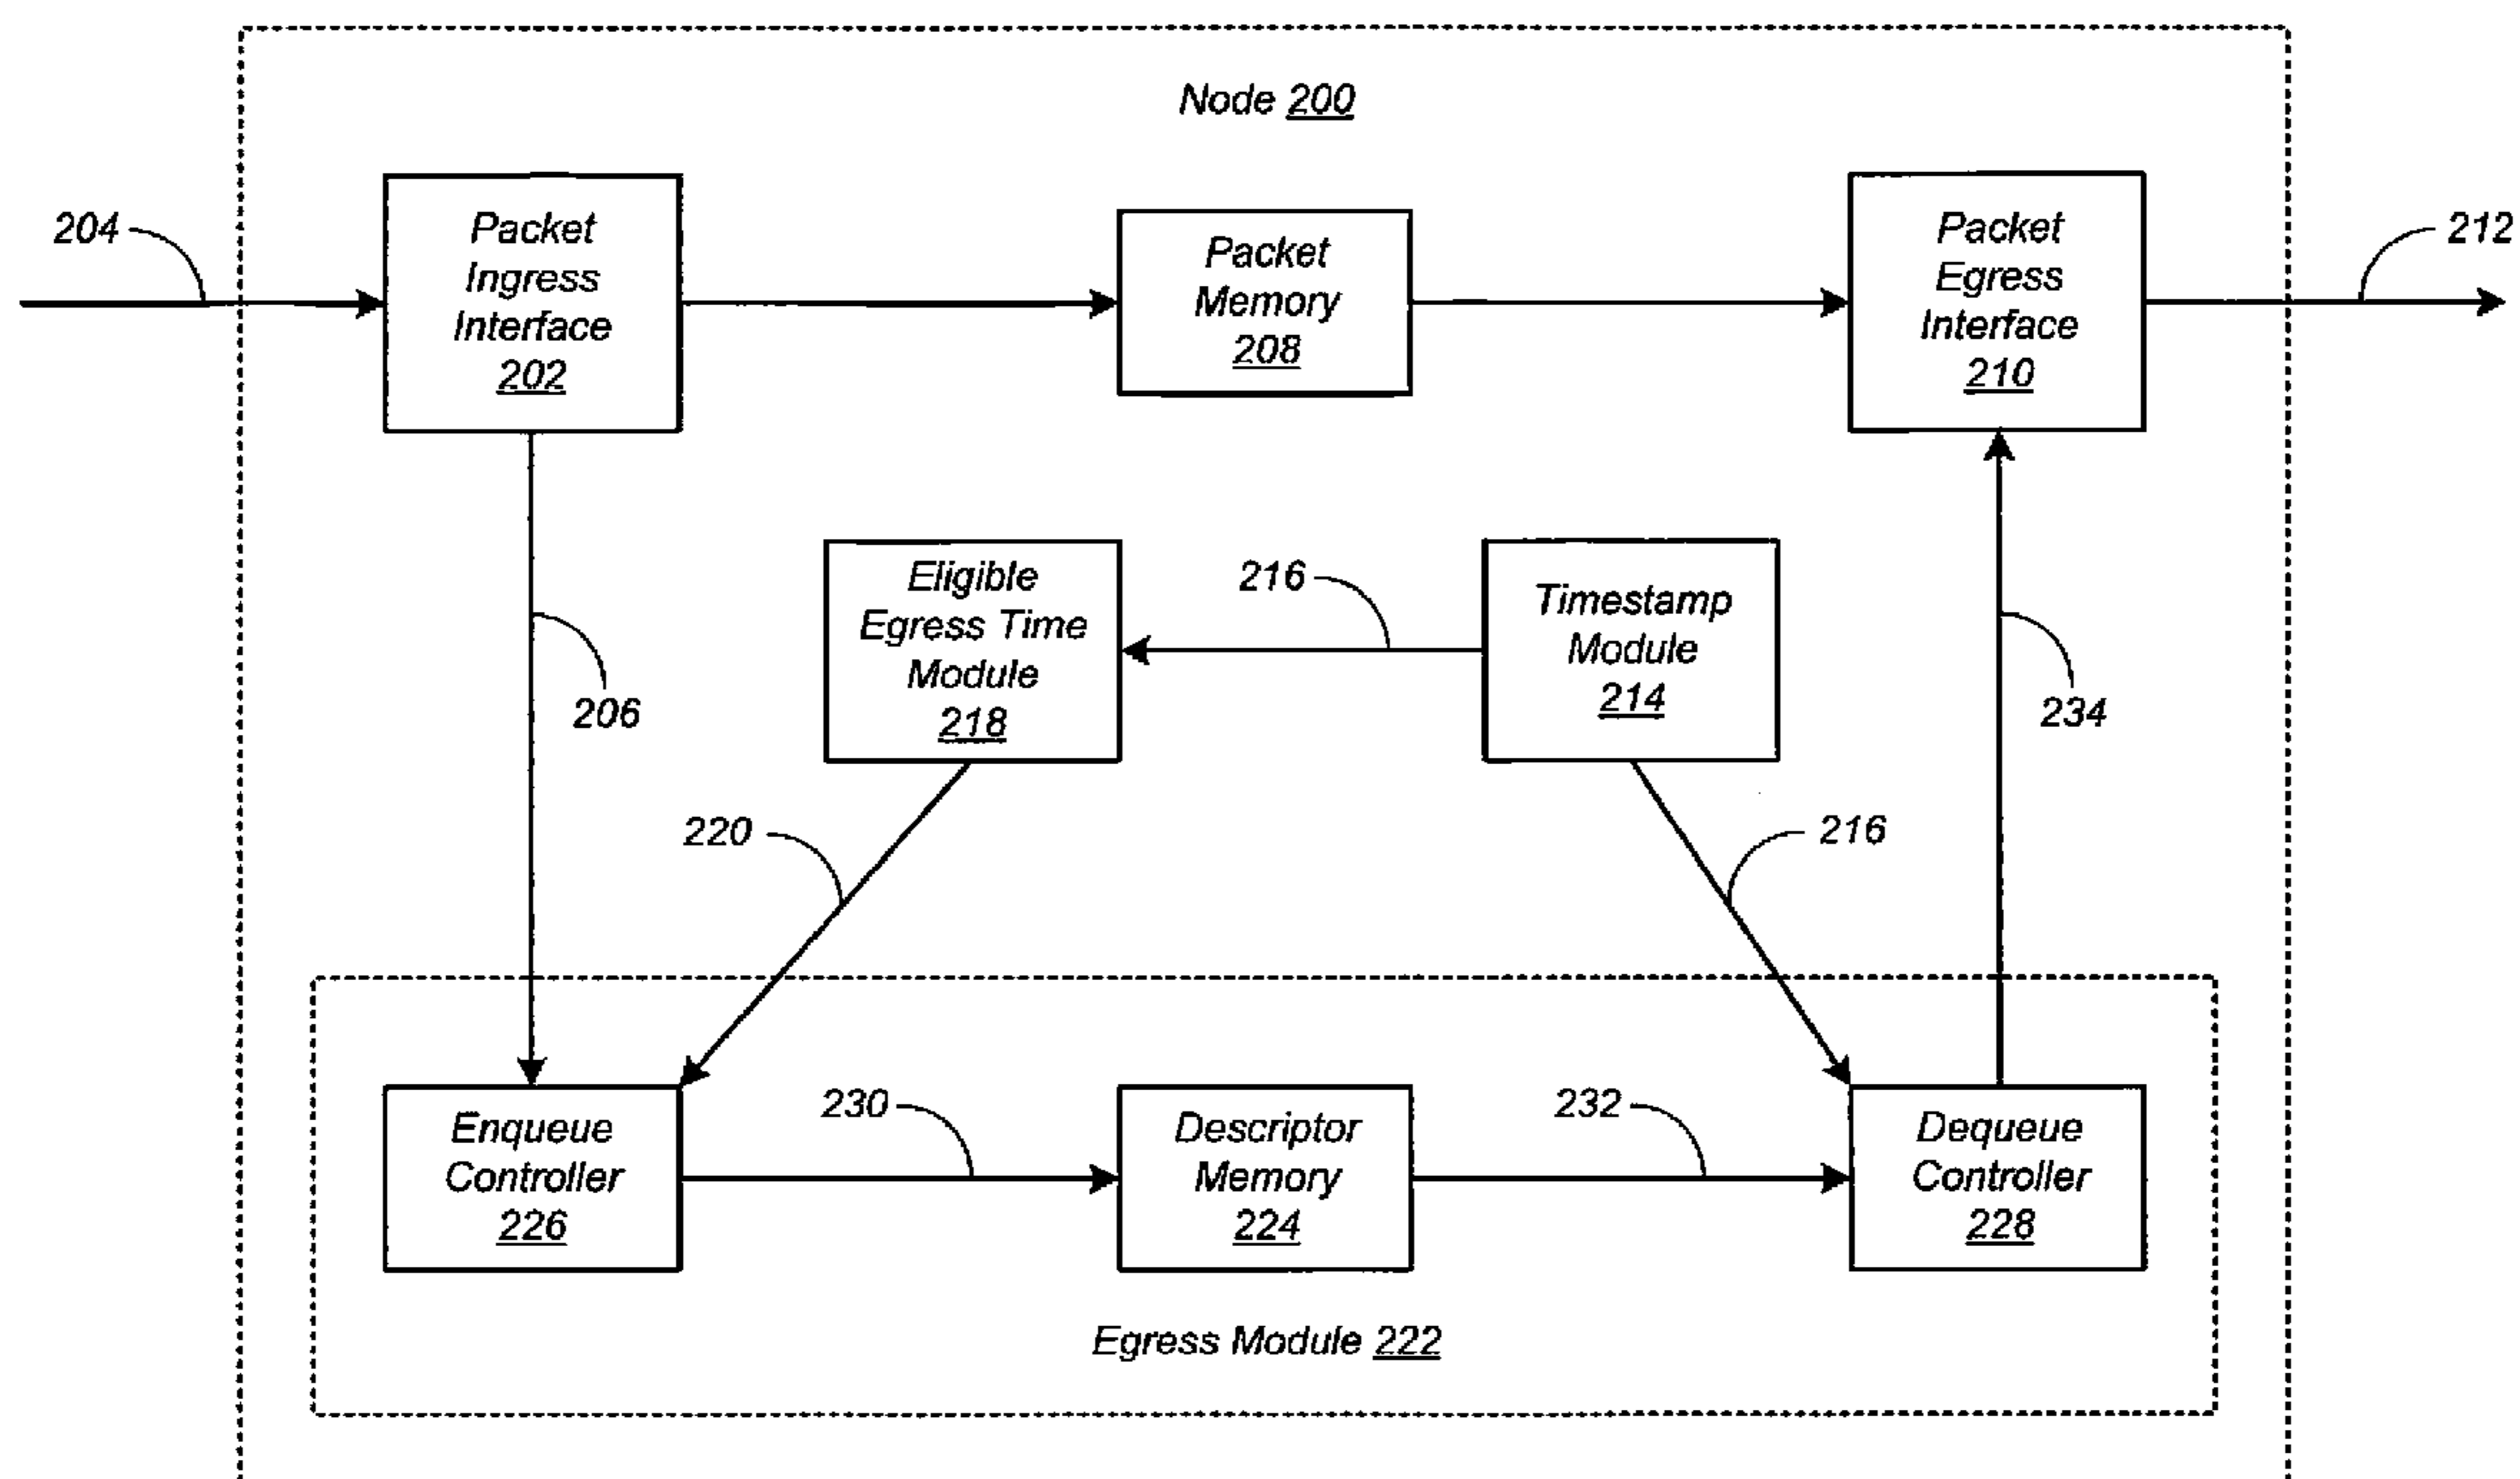 Node 200
204
Packet
Ingress
Interface
202
Packet
Memory
208
Packet
Egress
Interface
210
212
206
Eligible
Egress Time
Module
218
216
Timestamp
Module
214
234
220
216
Enqueue
Controller
226
230
Descriptor
Memory
224
232
Dequeue
Controller
228
Egress Module 222